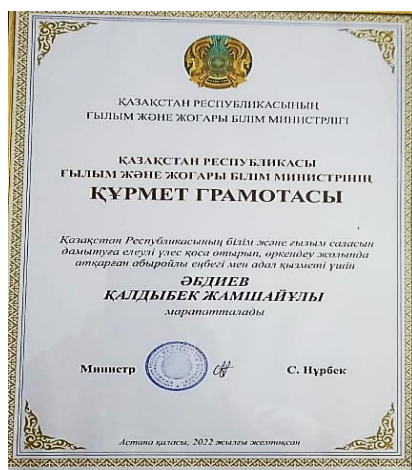 ҚАЗАҚСТАН РЕСПУБЛИКАСЫНЫҢ
ҒЫЛЫМ ЖӘНЕ ЖОҒАРЫ БІЛІМ МИНИСТРЛІГІ
ҚАЗАҚСТАН РЕСПУБЛИКАСЫ
ҒЫЛЫМ ЖӘНЕ ЖОҒАРЫ БІЛІМ МИНИСТРІНІҢ
ҚҰРМЕТ ГРАМОТАСЫ
Қазақстан Республикасының білім және ғылым саласын
дамытуға елеулі үлес қоса отырып, өркендеу жолында
атқарған абыройлы еңбегі мен адал қызметі үшін
ӘБДИЕВ
ҚАЛДЫБЕК ЖАМШАЙҰЛЫ
марапатталады
Министр
С. Нұрбек
Астана қаласы, 2022 жылғы желтоқсан